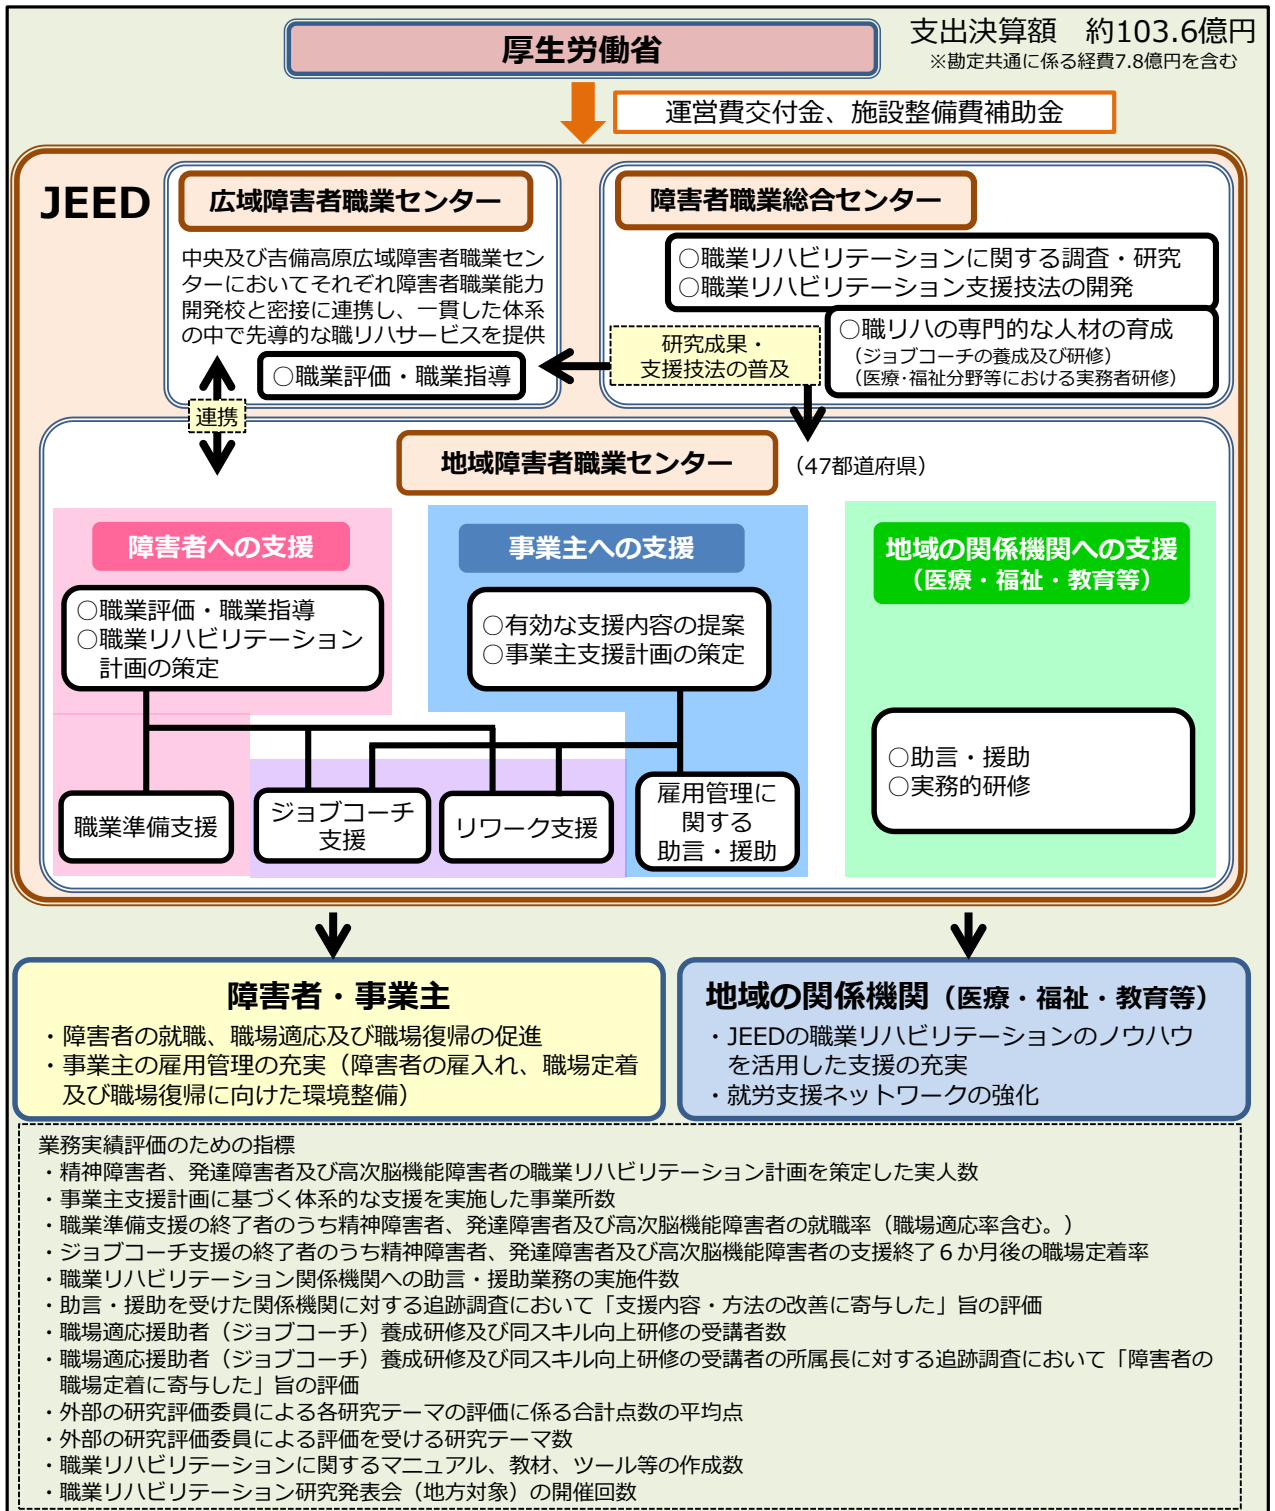 厚生労働省
支出決算額　約103.6億円
※勘定共通に係る経費7.8億円を含む
運営費交付金、施設整備費補助金
JEED
広域障害者職業センター
中央及び吉備高原広域障害者職業セン
ターにおいてそれぞれ障害者職業能力
開発校と密接に連携し、一貫した体系
の中で先導的な職リハサービスを提供
○職業評価・職業指導
障害者職業総合センター
○職業リハビリテーションに関する調査・研究
○職業リハビリテーション支援技法の開発
○職リハの専門的な人材の育成
（ジョブコーチの養成及び研修）
（医療・福祉分野等における実務者研修）
研究成果・
支援技法の普及
連携
地域障害者職業センター
（47都道府県）
障害者への支援
○職業評価・職業指導
○職業リハビリテーション
計画の策定
事業主への支援
○有効な支援内容の提案
○事業主支援計画の策定
地域の関係機関への支援
（医療・福祉・教育等）
○助言・援助
○実務的研修
職業準備支援
ジョブコーチ
支援
リワーク支援
雇用管理に
関する
助言・援助
障害者・事業主
・障害者の就職、職場適応及び職場復帰の促進
・事業主の雇用管理の充実（障害者の雇入れ、職場定着
及び職場復帰に向けた環境整備）
地域の関係機関（医療・福祉・教育等）
・JEEDの職業リハビリテーションのノウハウ
を活用した支援の充実
・就労支援ネットワークの強化
業務実績評価のための指標
・精神障害者、発達障害者及び高次脳機能障害者の職業リハビリテーション計画を策定した実人数
・事業主支援計画に基づく体系的な支援を実施した事業所数
・職業準備支援の終了者のうち精神障害者、発達障害者及び高次脳機能障害者の就職率（職場適応率含む。）
・ジョブコーチ支援の終了者のうち精神障害者、発達障害者及び高次脳機能障害者の支援終了６か月後の職場定着率
・職業リハビリテーション関係機関への助言・援助業務の実施件数
・助言・援助を受けた関係機関に対する追跡調査において「支援内容・方法の改善に寄与した」旨の評価
・職場適応援助者（ジョブコーチ）養成研修及び同スキル向上研修の受講者数
・職場適応援助者（ジョブコーチ）養成研修及び同スキル向上研修の受講者の所属長に対する追跡調査において「障害者の
職場定着に寄与した」旨の評価
・外部の研究評価委員による各研究テーマの評価に係る合計点数の平均点
・外部の研究評価委員による評価を受ける研究テーマ数
・職業リハビリテーションに関するマニュアル、教材、ツール等の作成数
・職業リハビリテーション研究発表会（地方対象）の開催回数